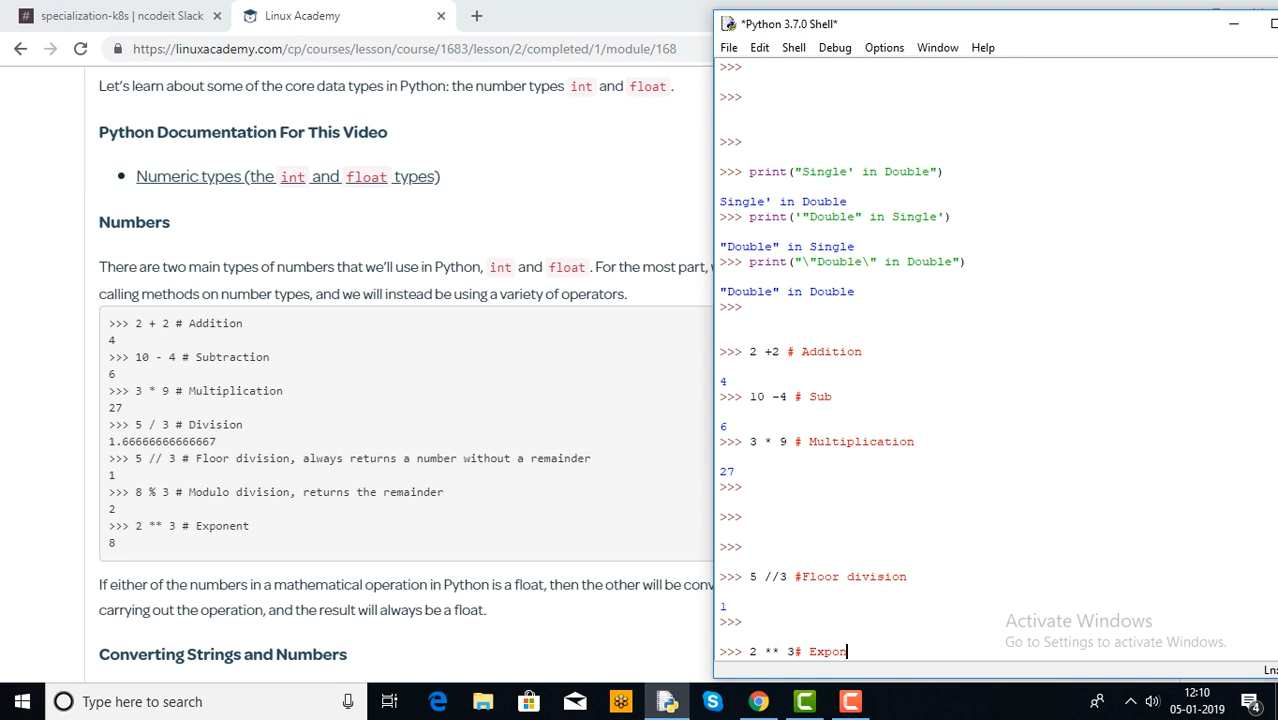 specialization-k8s | ncodeit Slack
Linux Academy
https://linuxacademy.com/cp/courses/lesson/course/1683/lesson/2/completed/1/module/168
Let's learn about some of the core data types in Python: the number types int and float.
Python Documentation For This Video
Numeric types (the int and float types)
Numbers
There are two main types of numbers that we'll use in Python, int and float. For the most part,
calling methods on number types, and we will instead be using a variety of operators.
>>> 2 + 2 # Addition
4
>>> 10 - 4 # Subtraction
6
>>> 3 * 9 # Multiplication
27
>>> 5 / 3 # Division
1.66666666666667
>>> 5 // 3 # Floor division, always returns a number without a remainder
1
>>> 8 % 3 # Modulo division, returns the remainder
2
>>> 2 ** 3 # Exponent
8
If either of the numbers in a mathematical operation in Python is a float, then the other will be conv
carrying out the operation, and the result will always be a float.
Converting Strings and Numbers
*Python 3.7.0 Shell*
File Edit Shell Debug Options Window Help
>>>
>>>
>>>
>>> print("Single' in Double")
Single' in Double
>>> print('"Double" in Single')
"Double" in Single
>>> print("\"Double\" in Double")
"Double" in Double
>>>
>>> 2 +2 # Addition
4
>>> 10 -4 # Sub
6
>>> 3 * 9 # Multiplication
27
>>>
>>>
>>>
>>> 5 //3 #Floor division
1
>>>
>>> 2 ** 3# Expon
Activate Windows
Go to Settings to activate Windows.
Ln:
Type here to search
12:10
05-01-2019
4